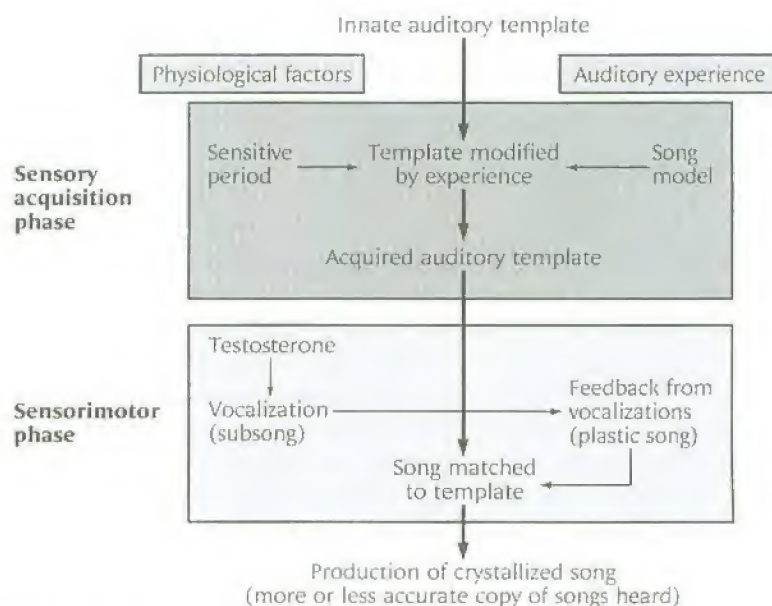 Innate auditory template
Physiological factors
Auditory experience
Sensory
acquisition
phase
Sensitive
period
Template modified
by experience
Song
model
Acquired auditory template
Sensorimotor
phase
Testosterone
Vocalization
(subsong)
Feedback from
vocalizations
(plastic song)
Song matched
to template
Production of crystallized song
(more or less accurate copy of songs heard)